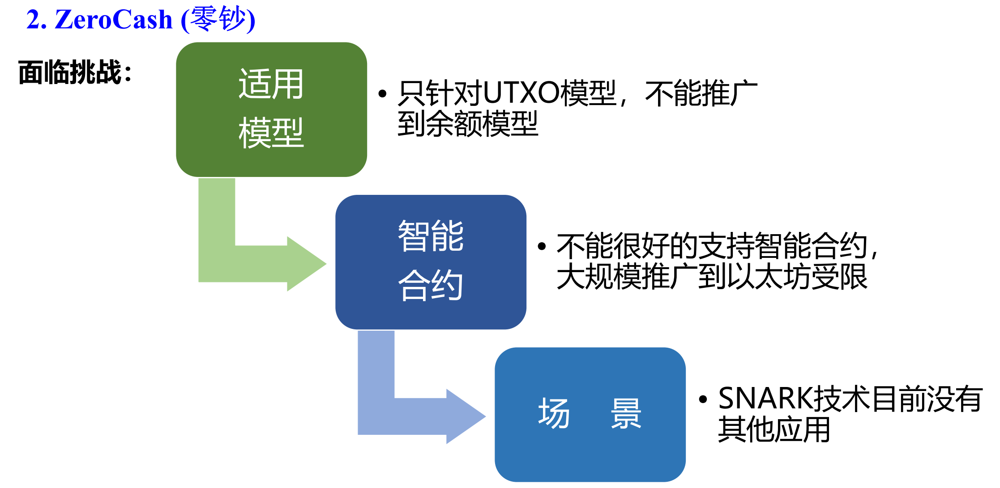 2. ZeroCash (零钞)
面临挑战：
适用
模型
• 只针对UTXO模型，不能推广
到余额模型
智能
合约
• 不能很好的支持智能合约，
大规模推广到以太坊受限
场 景
• SNARK技术目前没有
其他应用